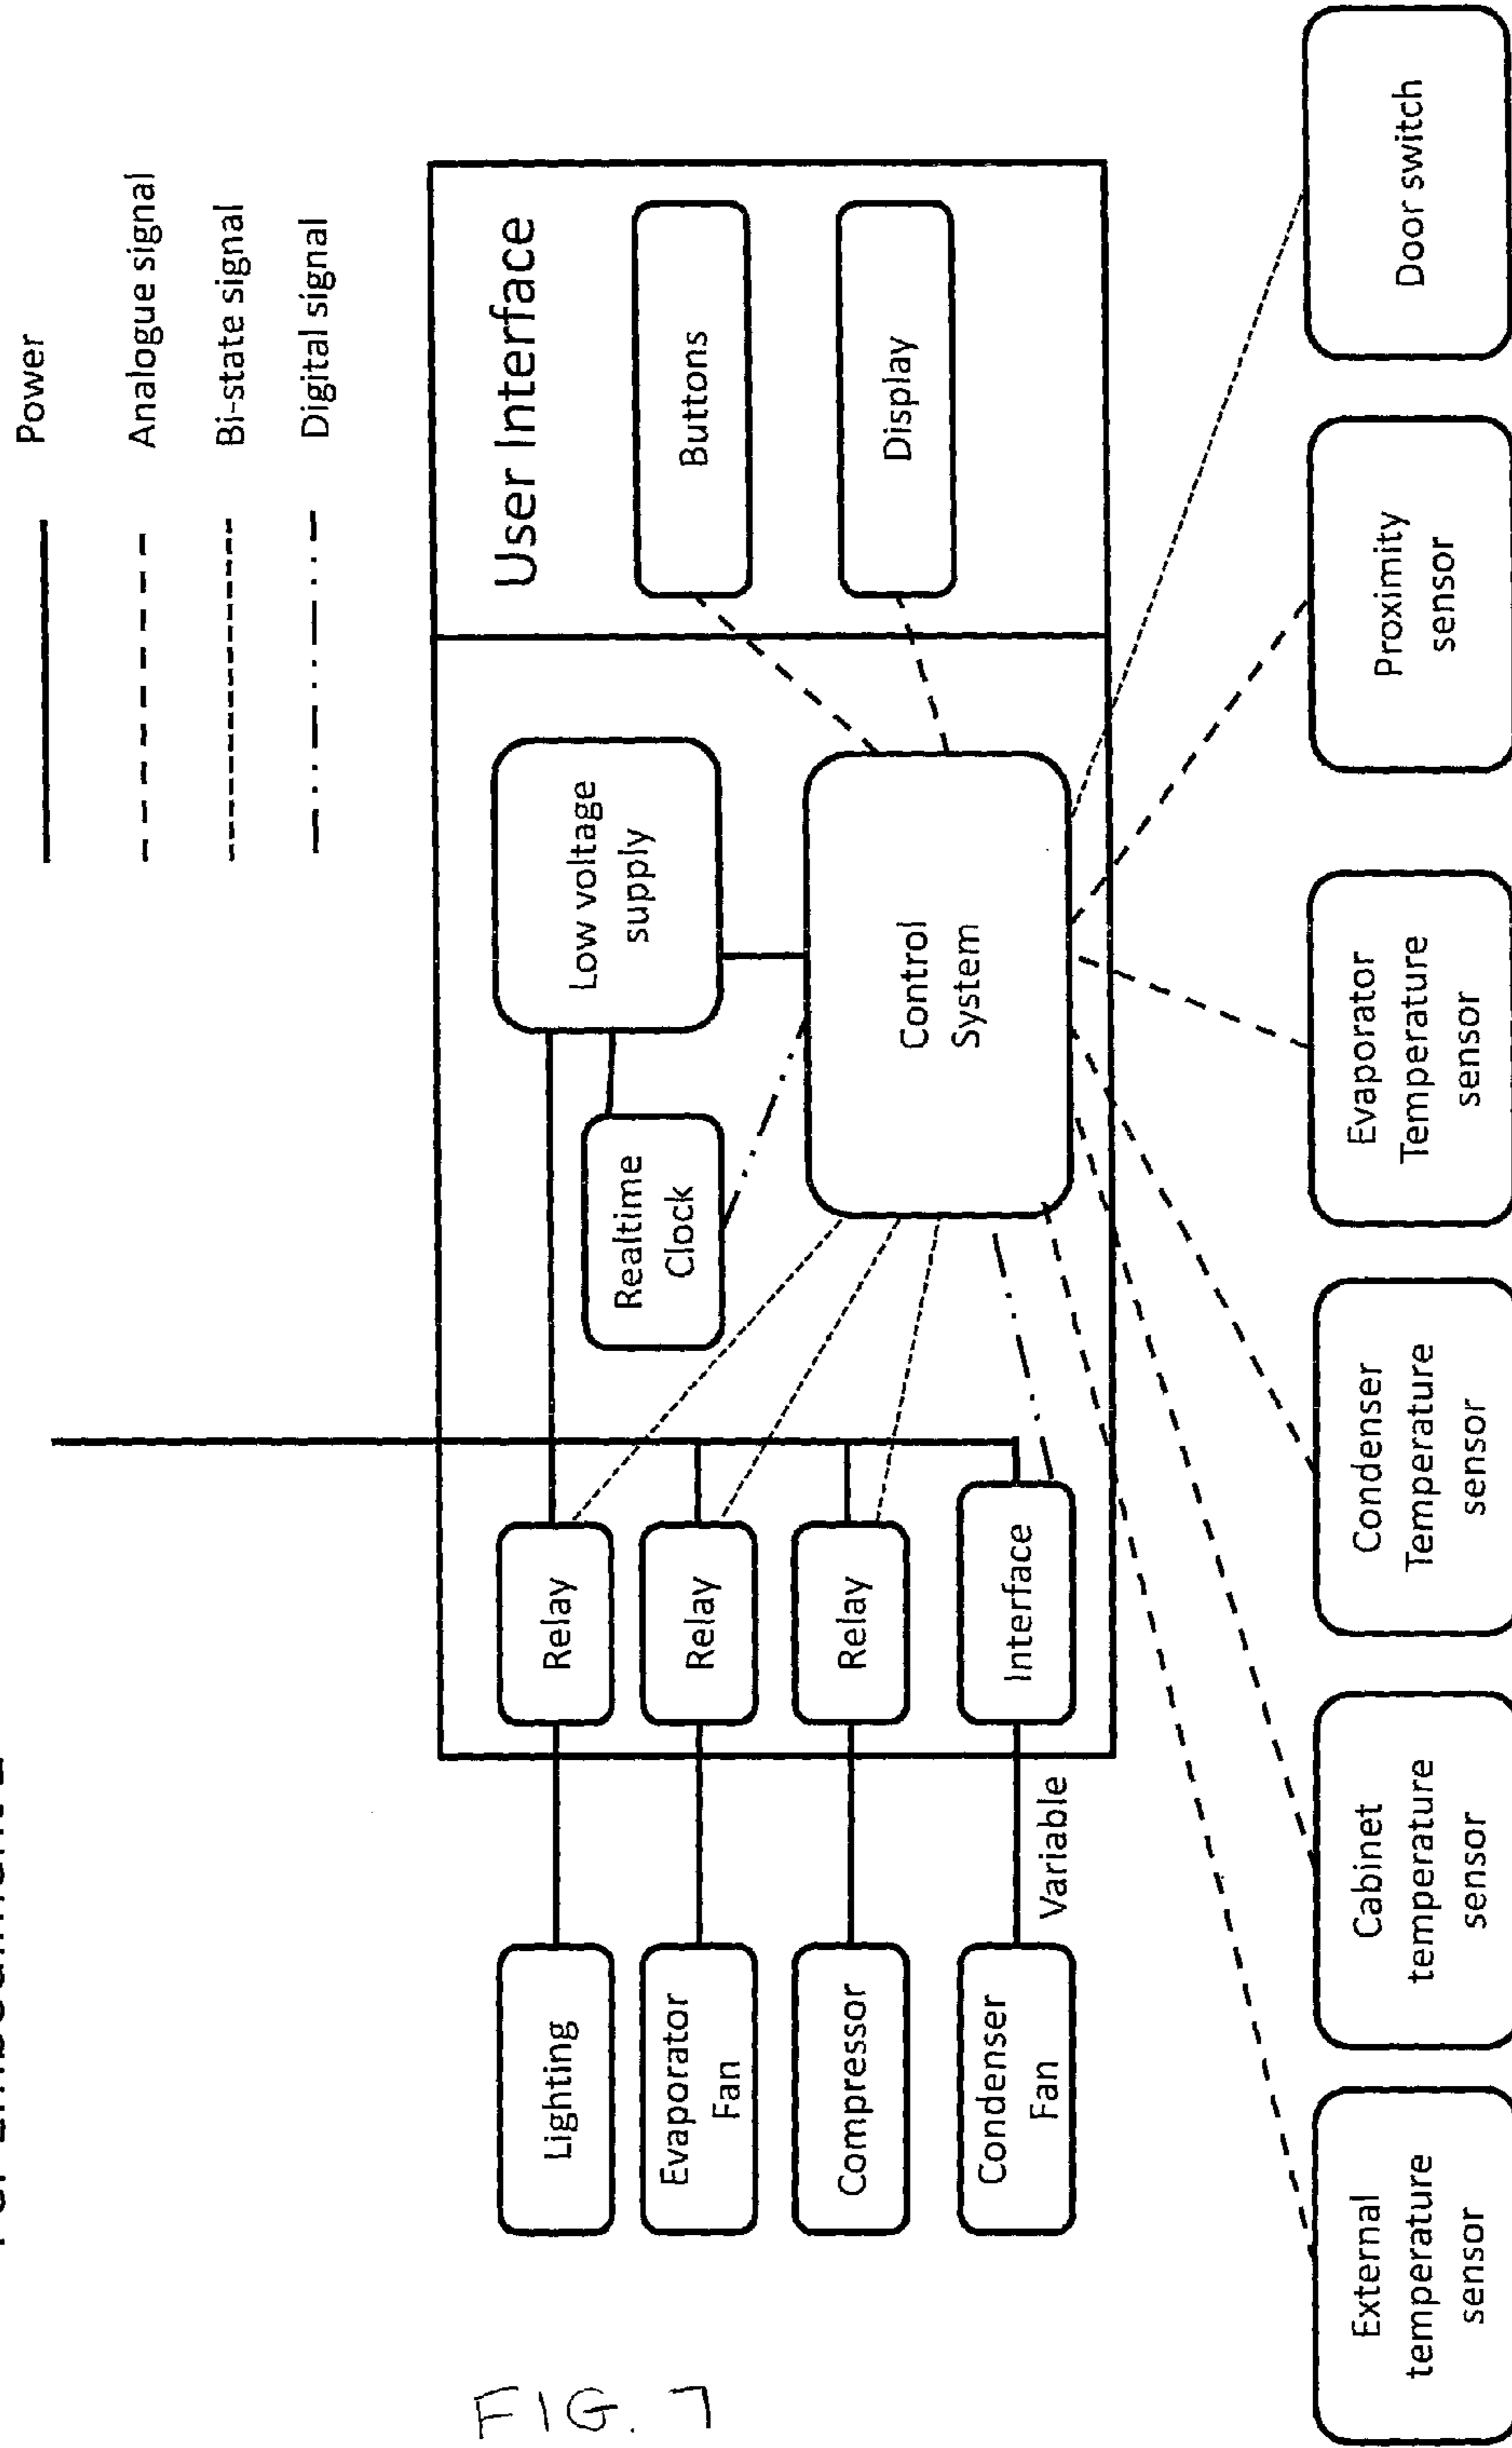 Power
Analogue signal
Bi-state signal
Digital signal
User Interface
Buttons
Display
Low voltage
supply
Realtime
Clock
Control
System
Relay
Relay
Relay
Interface
Lighting
Evaporator
Fan
Compressor
Condenser
Fan
Variable
External
temperature
sensor
Cabinet
temperature
sensor
Condenser
Temperature
sensor
Evaporator
Temperature
sensor
Proximity
sensor
Door switch
FIG. 7